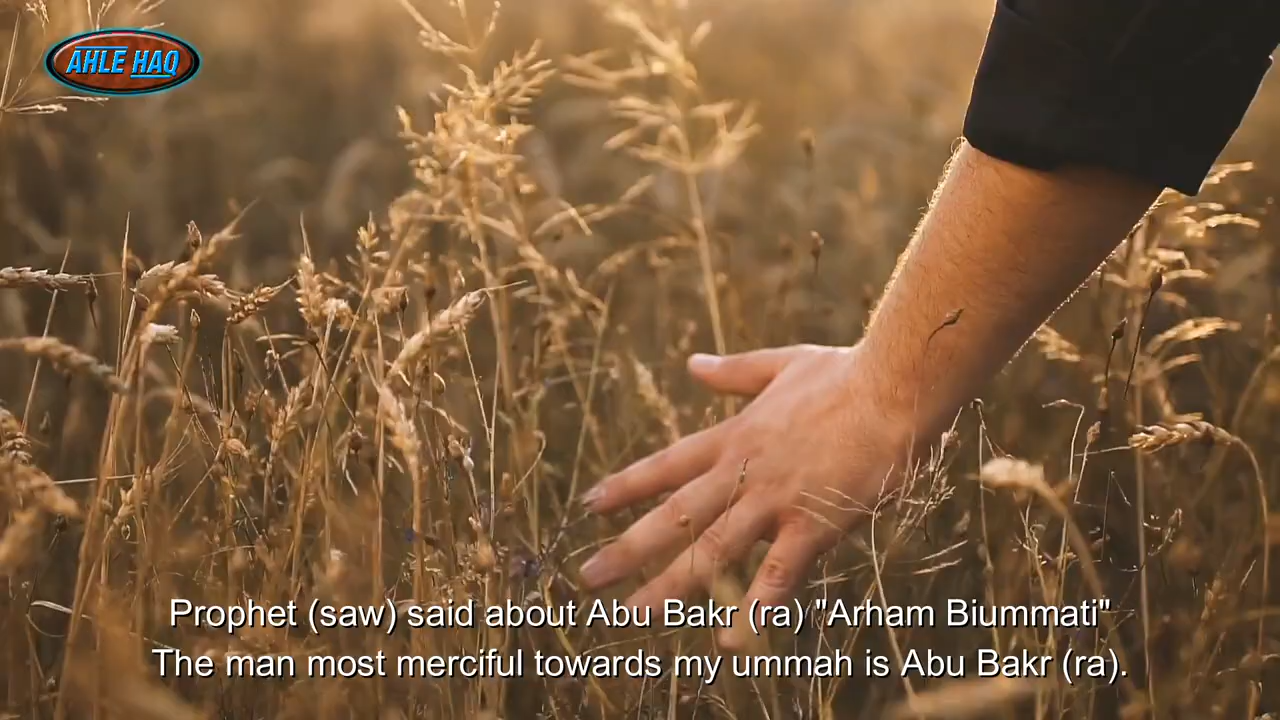 AHLE HAQ
Prophet (saw) said about Abu Bakr (ra) "Arham Biummati"
The man most merciful towards my ummah is Abu Bakr (ra).